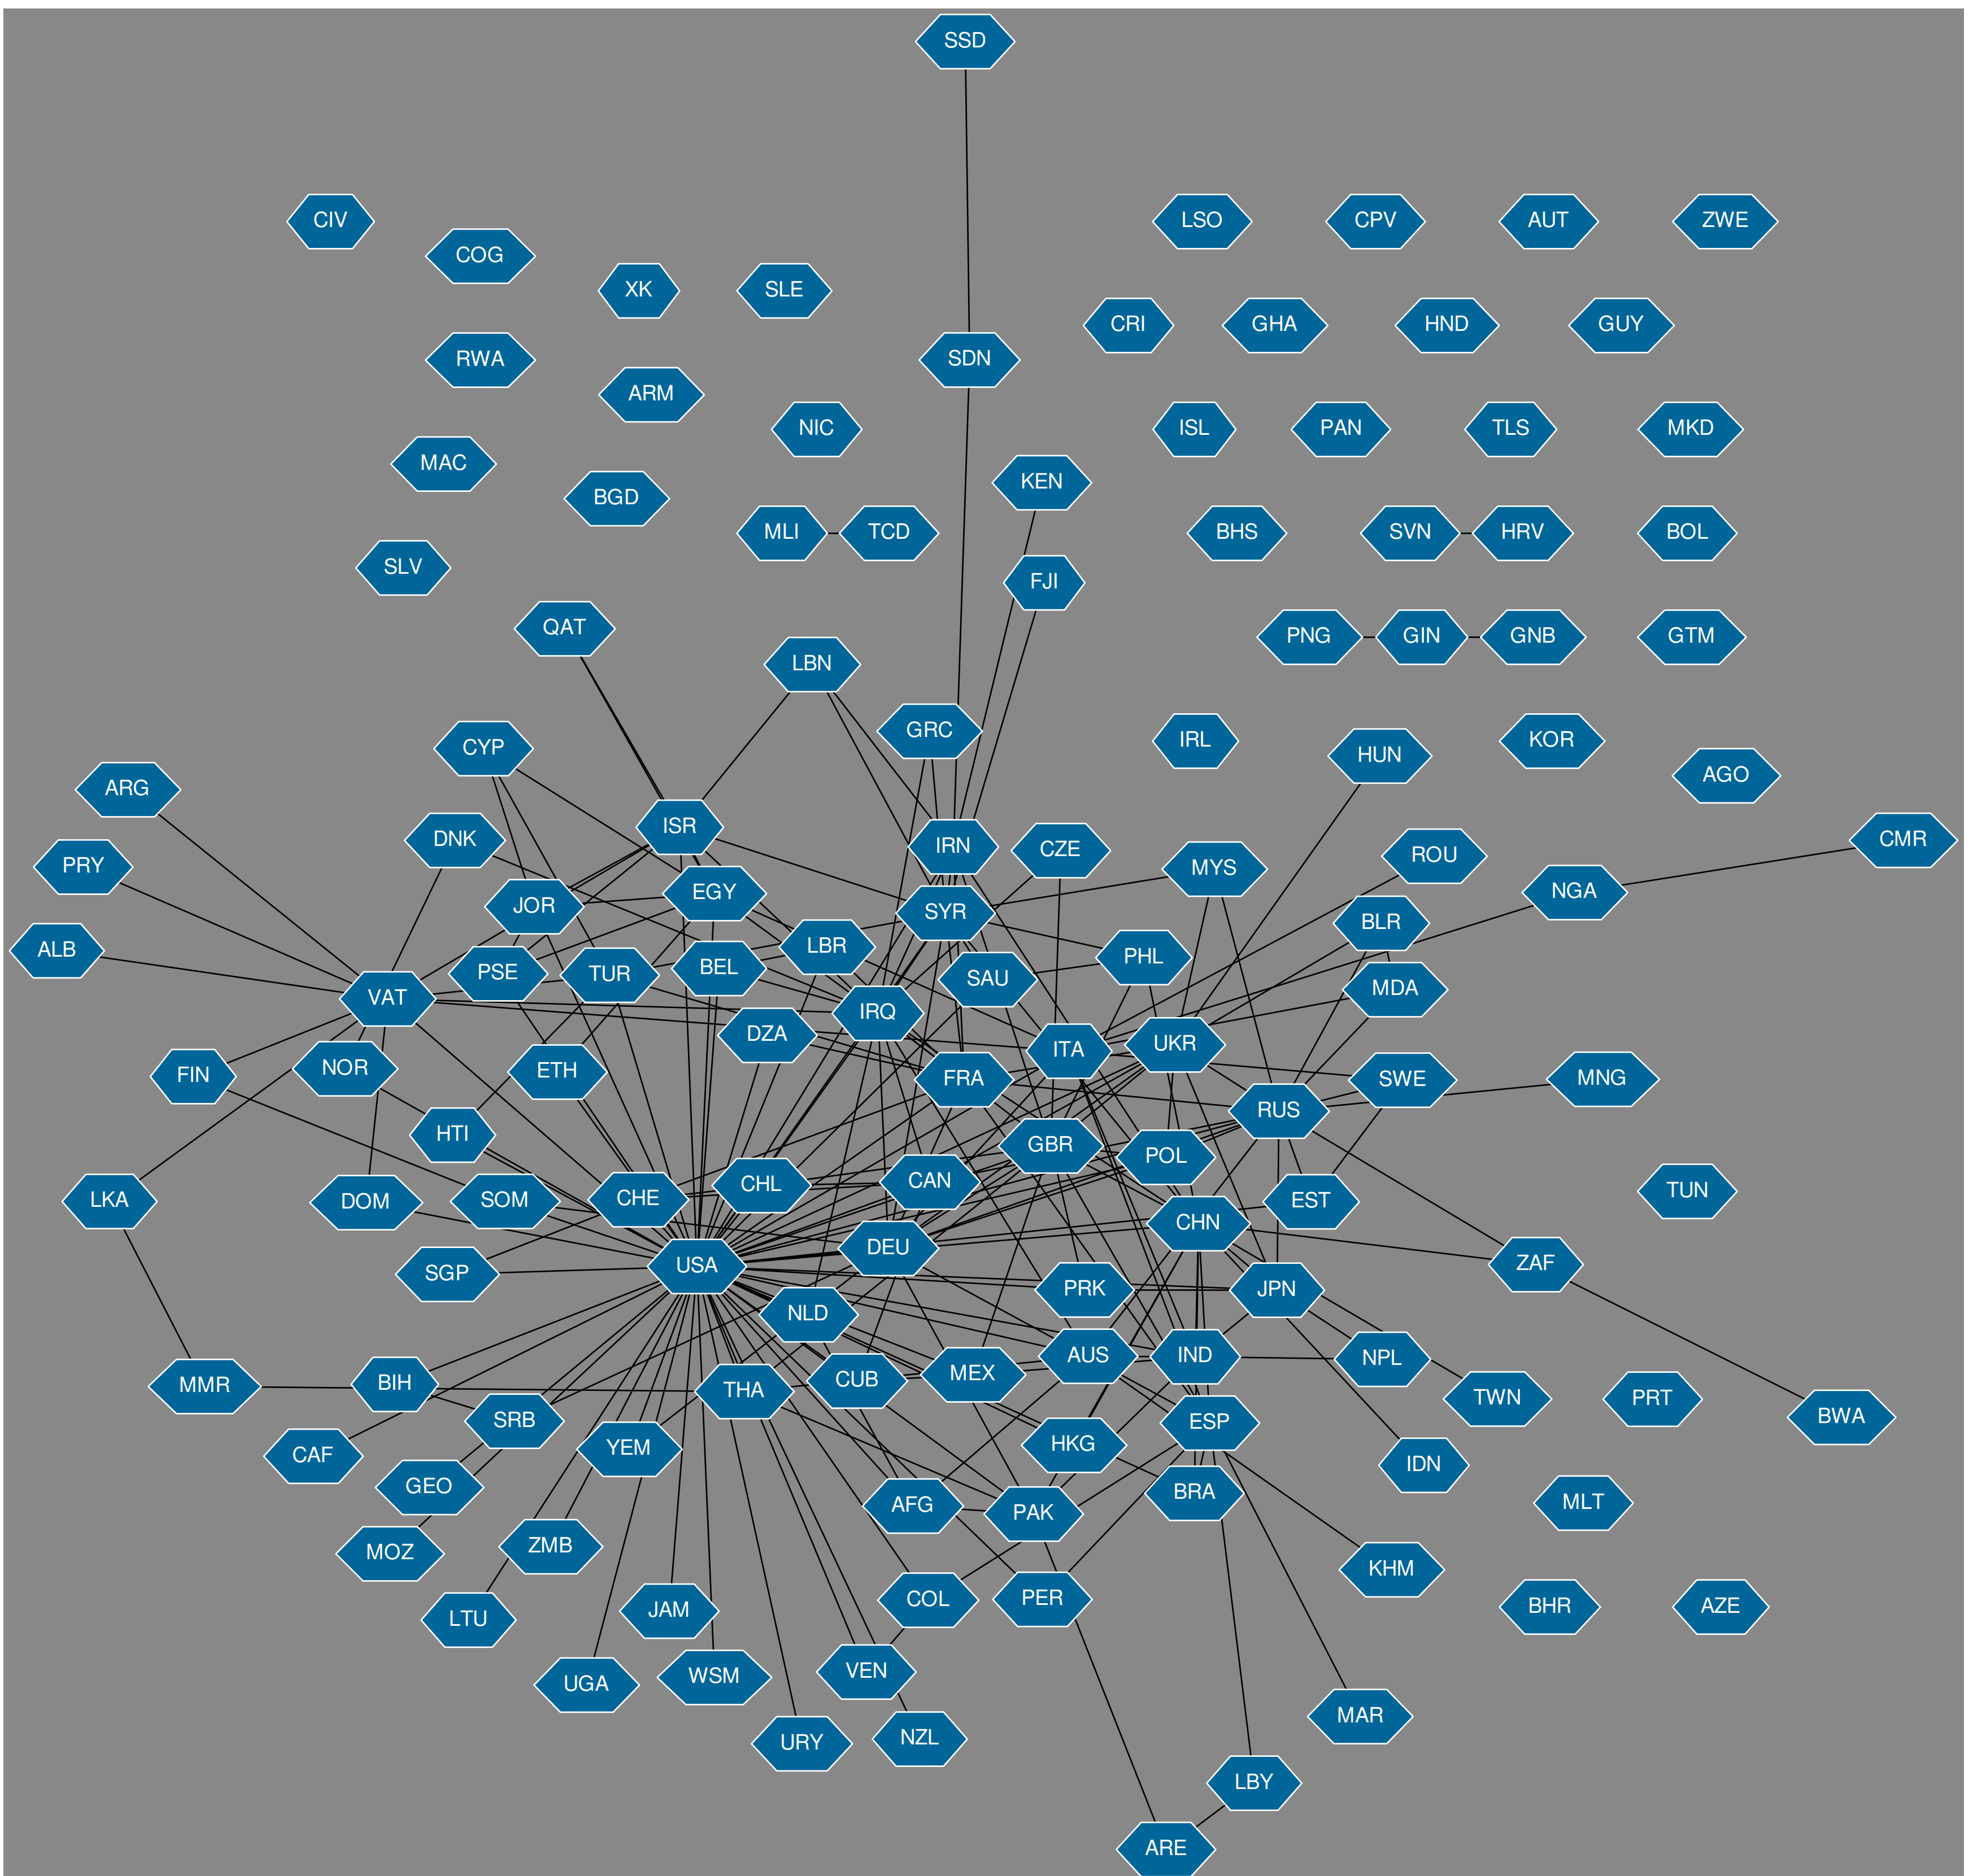 SSD
CIV
LSO
CPV
AUT
ZWE
COG
XK
SLE
CRI
GHA
HND
GUY
RWA
SDN
ARM
NIC
ISL
PAN
TLS
MKD
MAC
KEN
BGD
MLI
TCD
BHS
SVN
HRV
BOL
SLV
FJI
QAT
PNG
GIN
GNB
GTM
LBN
GRC
IRL
KOR
CYP
HUN
AGO
ARG
ISR
DNK
IRN
CZE
CMR
PRY
ROU
MYS
NGA
EGY
JOR
SYR
BLR
ALB
LBR
PHL
BEL
PSE
TUR
SAU
MDA
VAT
IRQ
DZA
UKR
ITA
NOR
ETH
FIN
FRA
SWE
MNG
RUS
HTI
GBR
POL
CHL
CAN
TUN
LKA
DOM
SOM
CHE
EST
CHN
DEU
USA
ZAF
SGP
PRK
JPN
NLD
AUS
IND
NPL
MEX
CUB
BIH
MMR
THA
TWN
PRT
BWA
SRB
ESP
HKG
YEM
CAF
IDN
GEO
BRA
MLT
AFG
PAK
ZMB
MOZ
KHM
COL
PER
BHR
AZE
JAM
LTU
VEN
WSM
UGA
MAR
NZL
URY
LBY
ARE